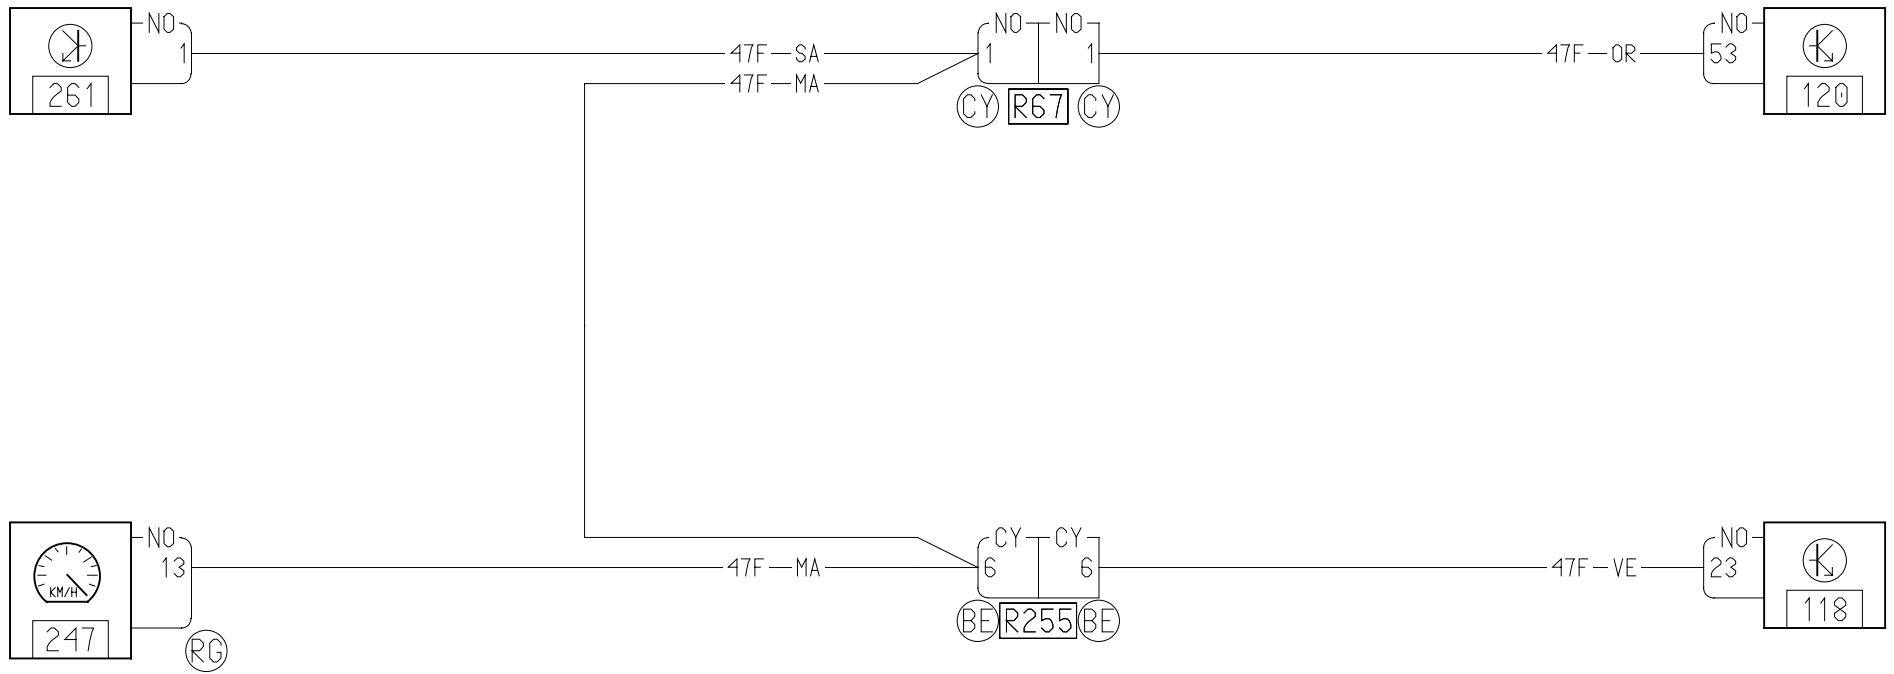 NO NO NO NO
1 47F SA 1 1 47F OR 53
47F MA
261 CY R67 CY 120
NO CY CY NO
13 47F MA 6 6 47F VE 23
KM/H
247 BE R255 BE 118
RG